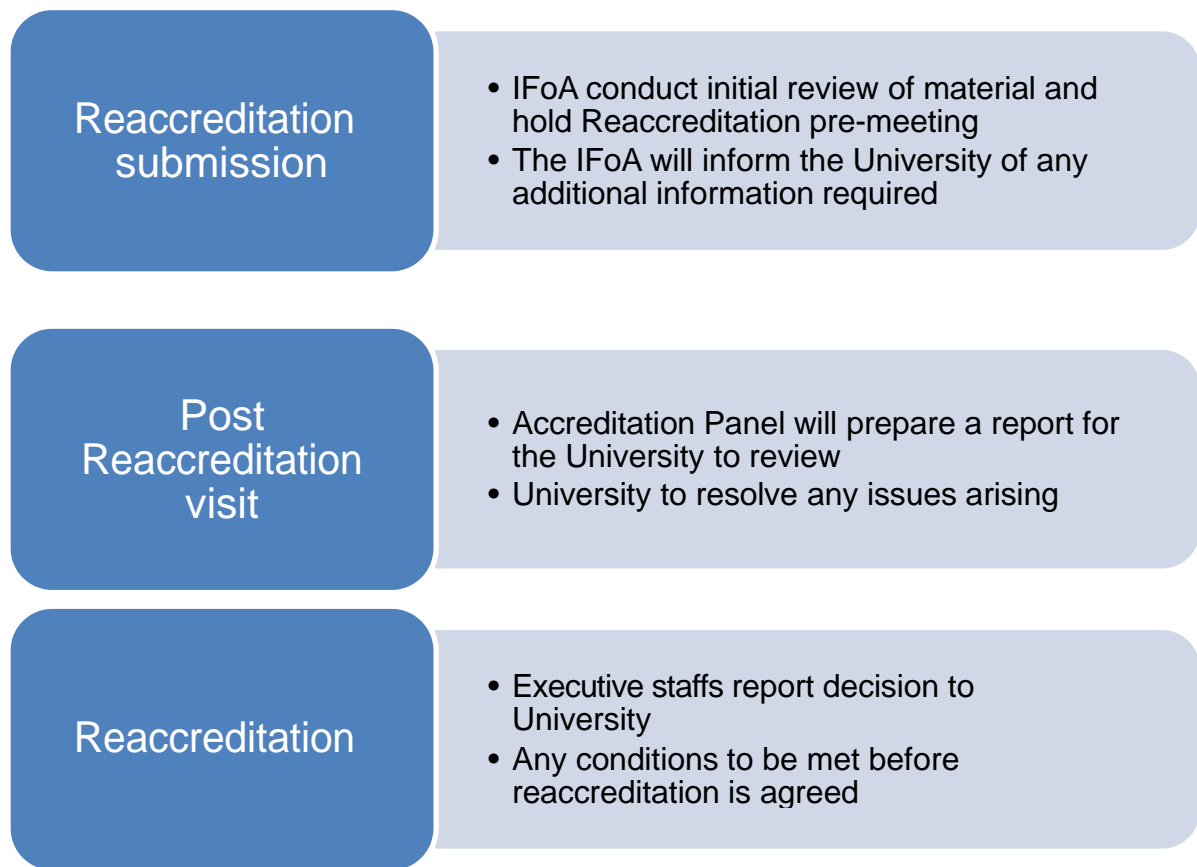 Reaccreditation
submission
• IFoA conduct initial review of material and
hold Reaccreditation pre-meeting
• The IFoA will inform the University of any
additional information required
Post
Reaccreditation
visit
• Accreditation Panel will prepare a report for
the University to review
• University to resolve any issues arising
Reaccreditation
• Executive staffs report decision to
University
• Any conditions to be met before
reaccreditation is agreed